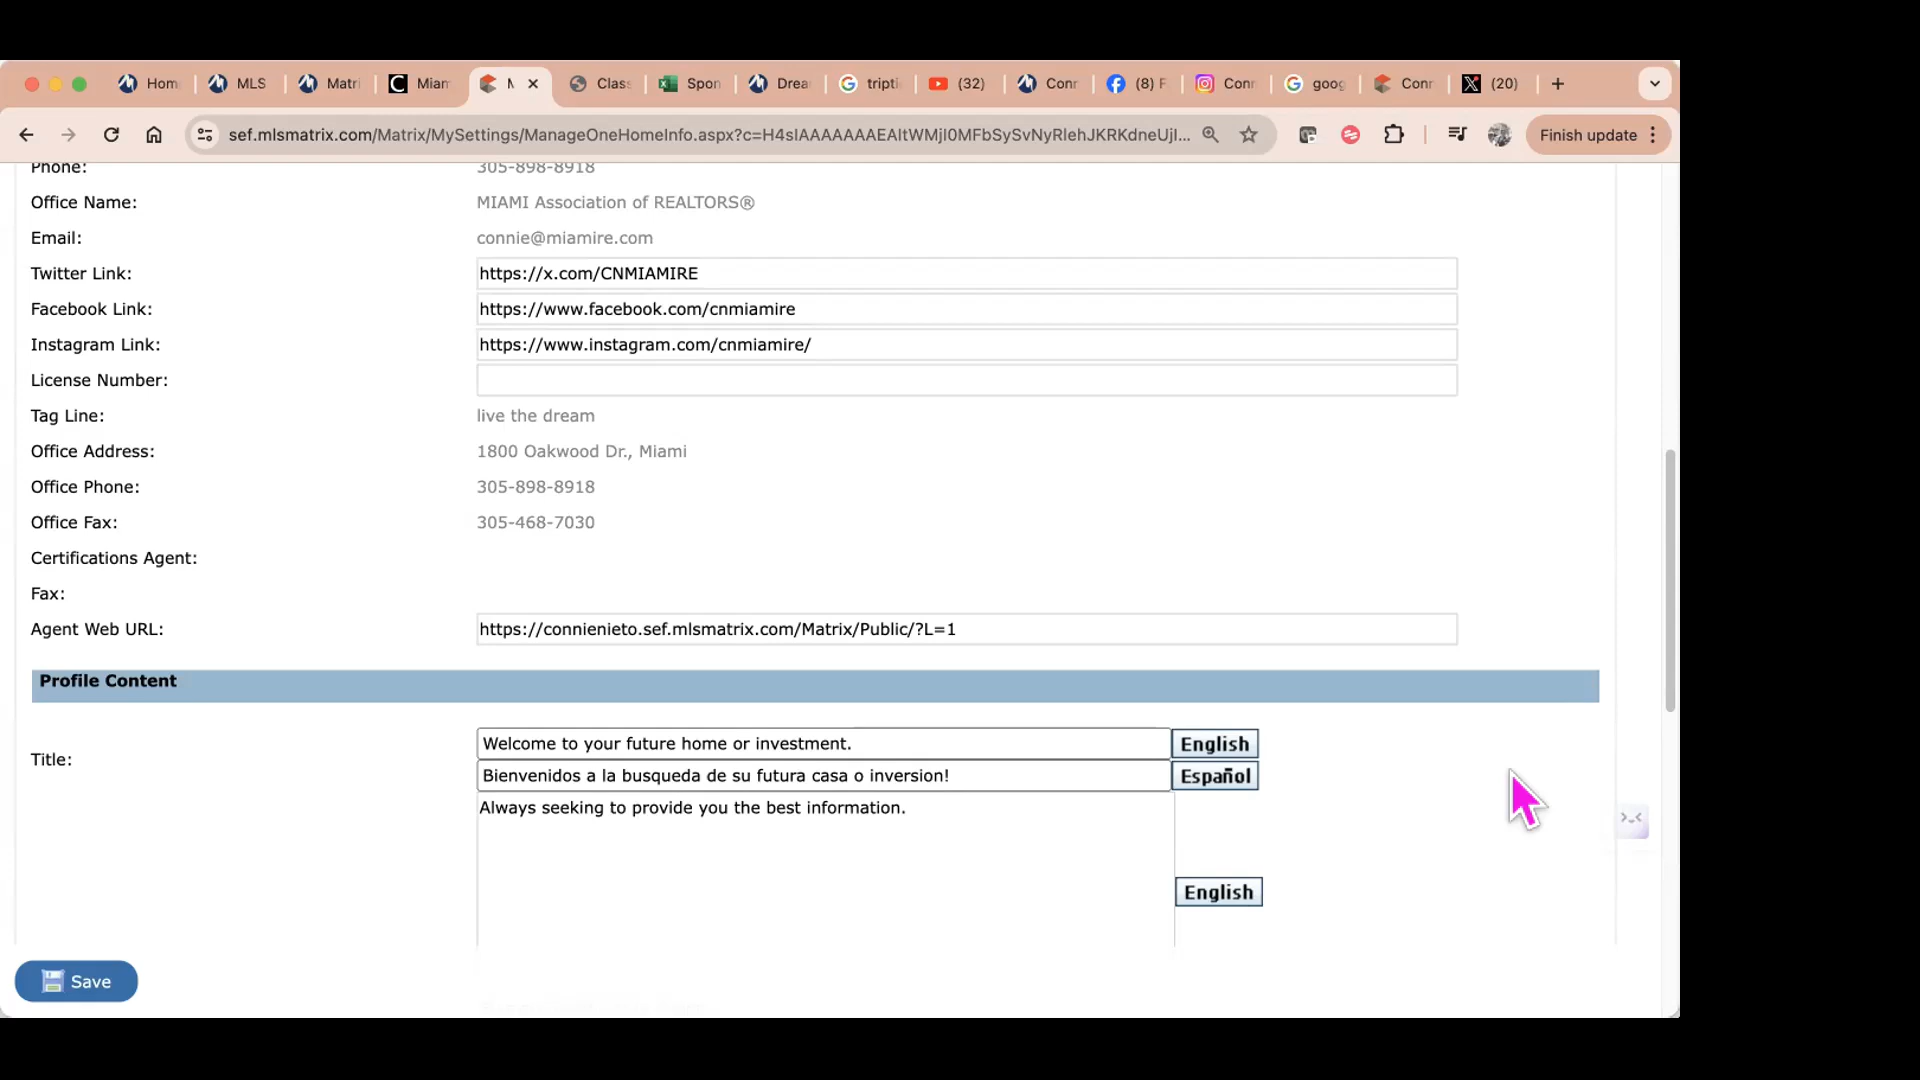 Hom
MLS
Matri
Miam
M
Class
Spon
Drea
triptic
(32)
Conr
(8) F
Conn
goog
Conr
(20)
sef.mlsmatrix.com/Matrix/MySettings/ManageOneHomeInfo.aspx?c=H4sIAAAAAAAEAItWMjI0MFbSySvNyRlehJKRKdneUjI...
Finish update
Phone: 305-898-8918
Office Name: MIAMI Association of REALTORS®
Email: connie@miamire.com
Twitter Link: https://x.com/CNMIAMIRE
Facebook Link: https://www.facebook.com/cnmiamire
Instagram Link: https://www.instagram.com/cnmiamire/
License Number:
Tag Line: live the dream
Office Address: 1800 Oakwood Dr., Miami
Office Phone: 305-898-8918
Office Fax: 305-468-7030
Certifications Agent:
Fax:
Agent Web URL: https://connienieto.sef.mlsmatrix.com/Matrix/Public/?L=1
Profile Content
Welcome to your future home or investment. English
Title:
Bienvenidos a la busqueda de su futura casa o inversion! Español
Always seeking to provide you the best information.
English
Save